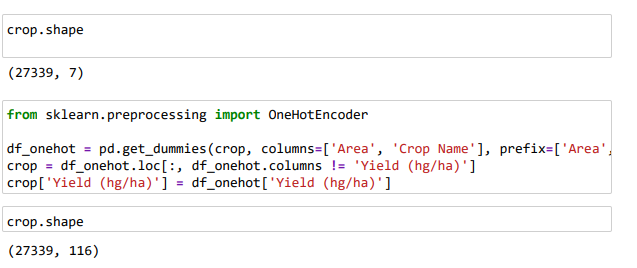 crop.shape
(27339, 7)
from sklearn.preprocessing import OneHotEncoder
df_onehot = pd.get_dummies(crop, columns=['Area', 'Crop Name'], prefix=['Area',
crop = df_onehot.loc[:, df_onehot.columns != 'Yield (hg/ha)']
crop['Yield (hg/ha)'] = df_onehot['Yield (hg/ha)']
crop.shape
(27339, 116)